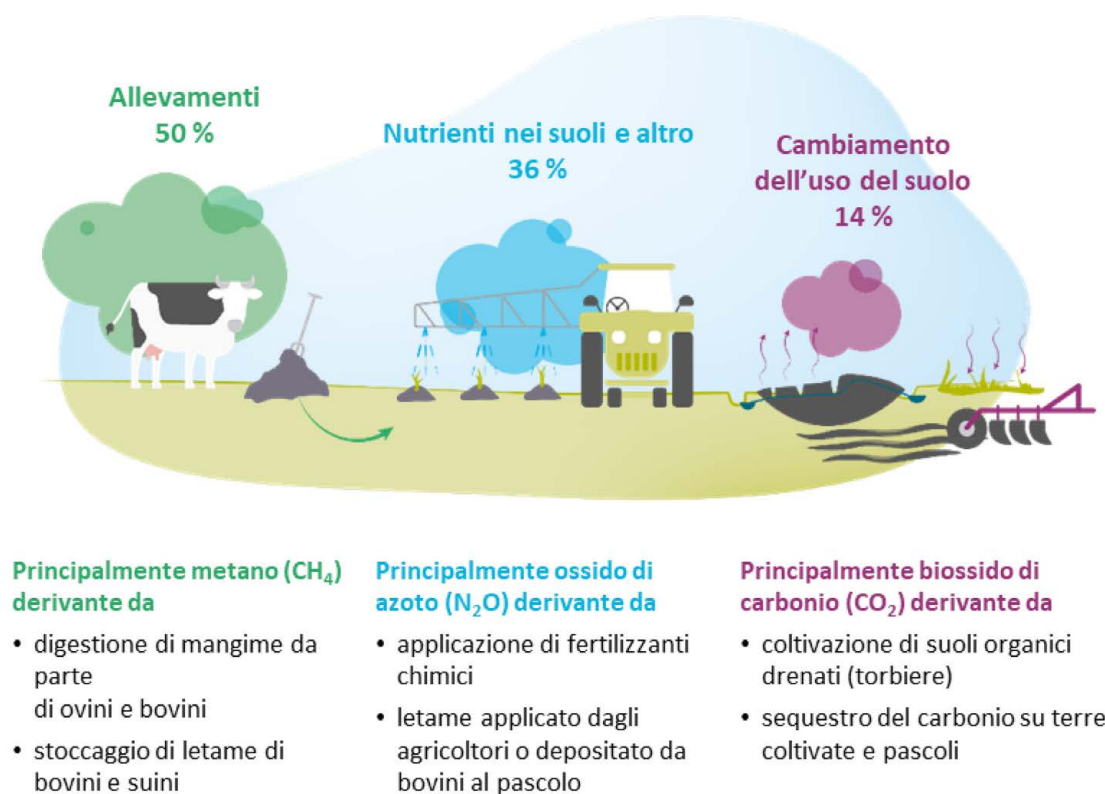 Allevamenti
50 %
Nutrienti nei suoli e altro
36 %
Cambiamento
dell’uso del suolo
14 %
Principalmente metano (CH₄)
derivante da
• digestione di mangime da
parte
di ovini e bovini
• stoccaggio di letame di
bovini e suini
Principalmente ossido di
azoto (N₂O) derivante da
• applicazione di fertilizzanti
chimici
• letame applicato dagli
agricoltori o depositato da
bovini al pascolo
Principalmente biossido di
carbonio (CO₂) derivante da
• coltivazione di suoli organici
drenati (torbiere)
• sequestro del carbonio su terre
coltivate e pascoli